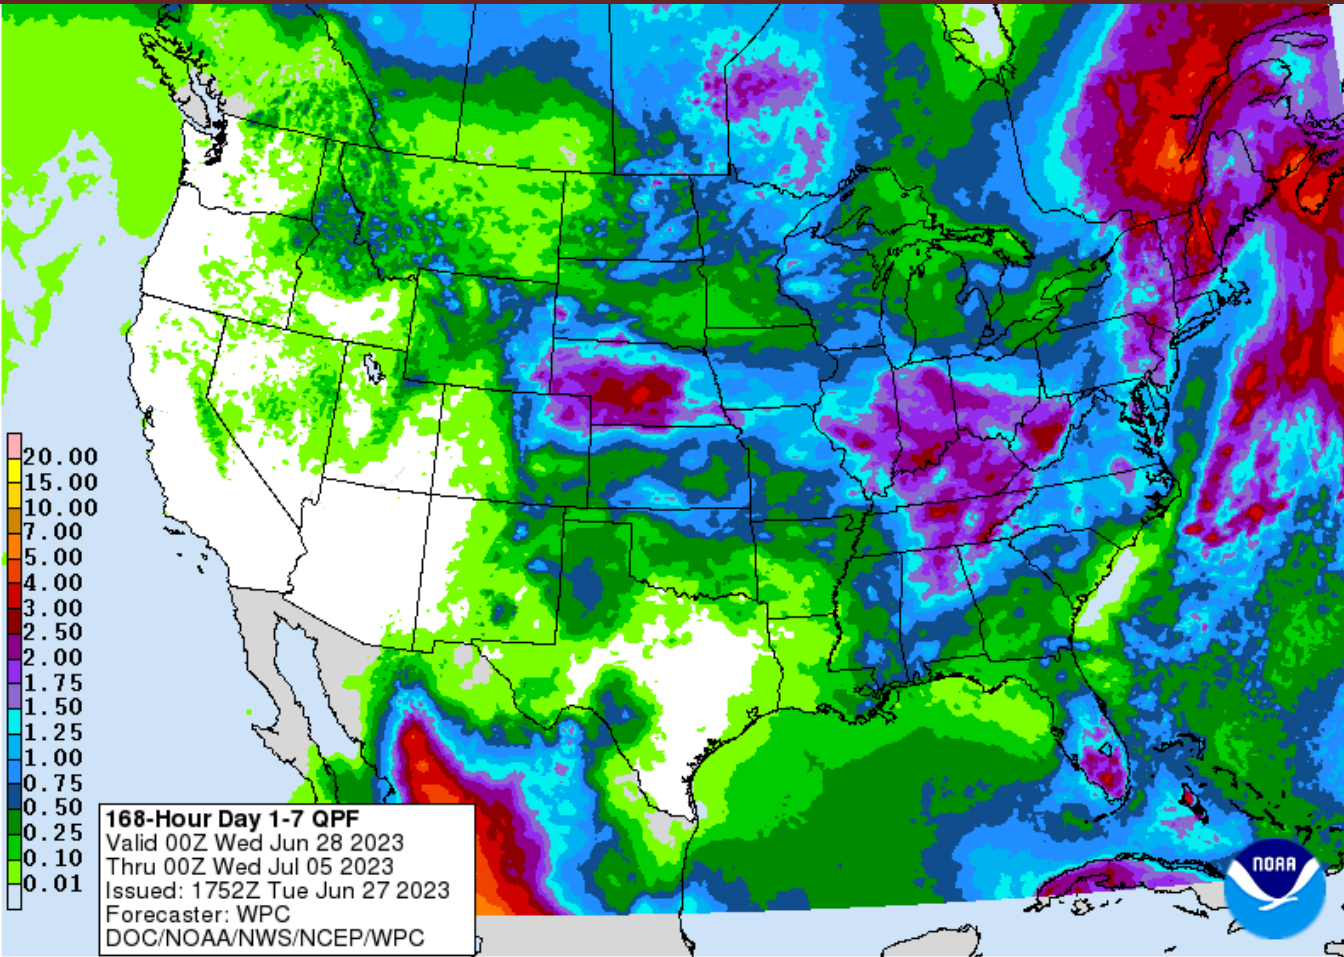 20.00
15.00
10.00
7.00
5.00
4.00
3.00
2.50
2.00
1.75
1.50
1.25
1.00
0.75
0.50
0.25
0.10
0.01
168-Hour Day 1-7 QPF
Valid 00Z Wed Jun 28 2023
Thru 00Z Wed Jul 05 2023
Issued: 1752Z Tue Jun 27 2023
Forecaster: WPC
DOC/NOAA/NWS/NCEP/WPC
NOAA